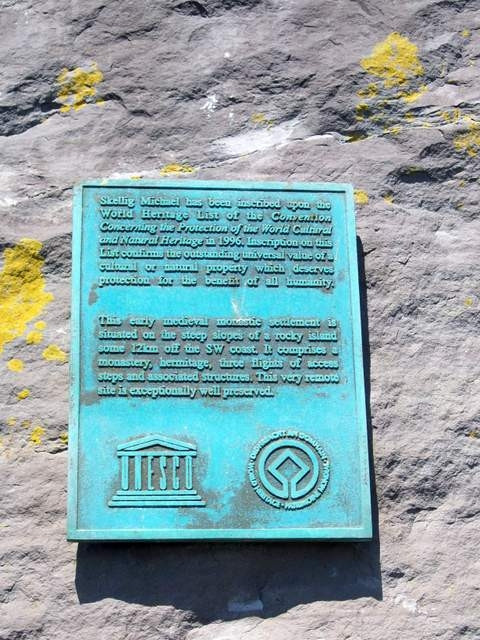 Skellig Michael has been inscribed upon the
World Heritage List of the Convention
Concerning the Protection of the World Cultural
and Natural Heritage in 1996. Inscription on this
List confirms the outstanding universal value of a
cultural or natural property which deserves
protection for the benefit of all humanity.
This early medieval monastic settlement is
situated on the steep slopes of a rocky island
some 12km off the SW coast. It comprises a
monastery, hermitage, three flights of access
steps and associated structures. This very remote
site is exceptionally well preserved.
UNESCO
WORLD HERITAGE • PATRIMOINE MONDIAL